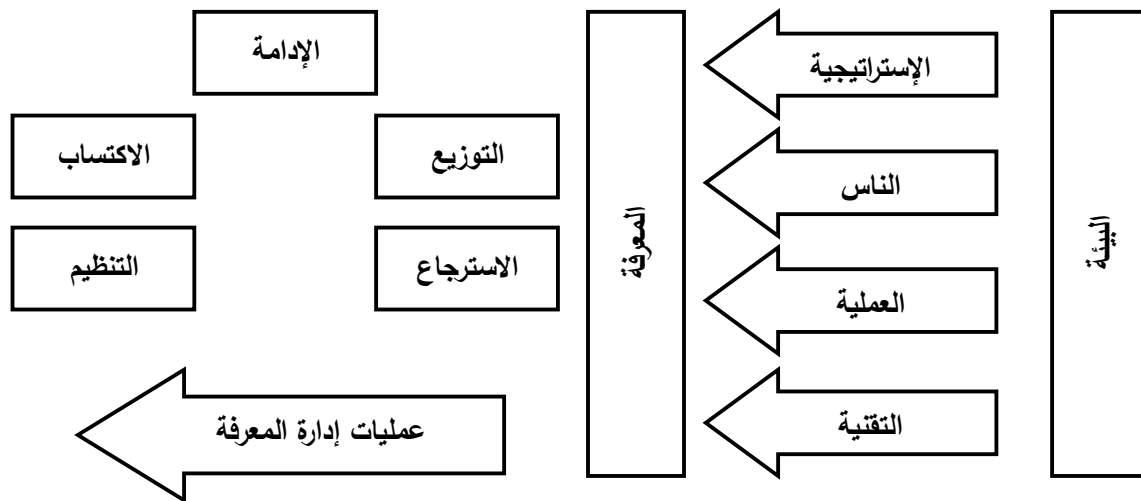 البيئة
الإستراتيجية
الناس
العملية
التقنية
المعرفة
الإدامة
التوزيع
الاكتساب
الاسترجاع
التنظيم
عمليات إدارة المعرفة